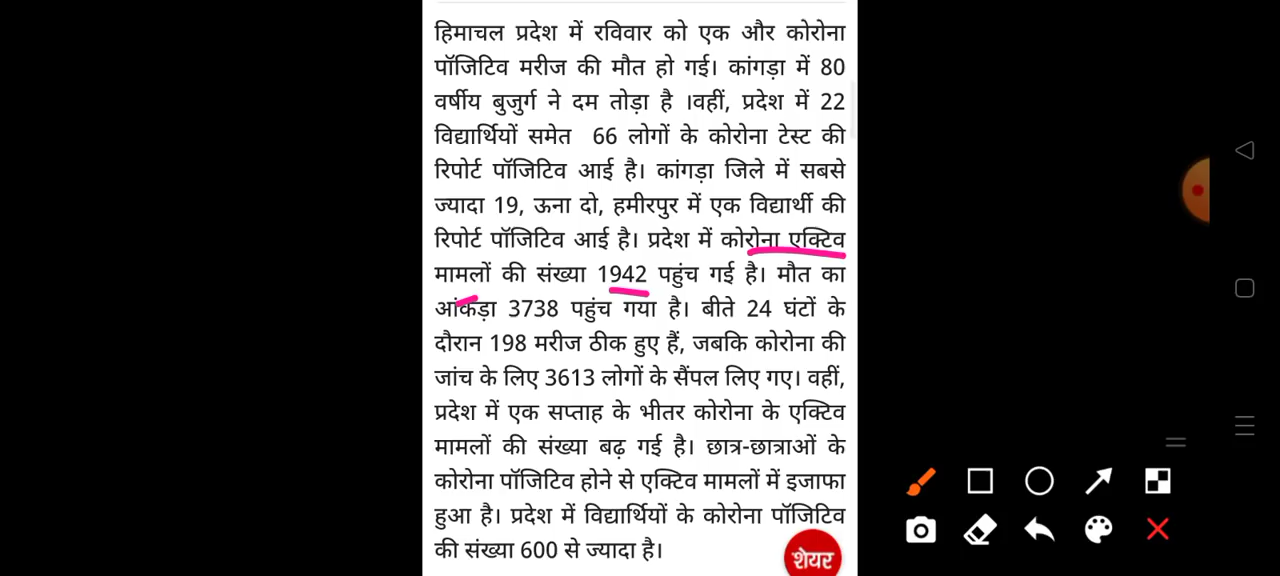 हिमाचल प्रदेश में रविवार को एक और कोरोना
पॉजिटिव मरीज की मौत हो गई। कांगड़ा में 80
वर्षीय बुजुर्ग ने दम तोड़ा है ।वहीं, प्रदेश में 22
विद्यार्थियों समेत 66 लोगों के कोरोना टेस्ट की
रिपोर्ट पॉजिटिव आई है। कांगड़ा जिले में सबसे
ज्यादा 19, ऊना दो, हमीरपुर में एक विद्यार्थी की
रिपोर्ट पॉजिटिव आई है। प्रदेश में कोरोना एक्टिव
मामलों की संख्या 1942 पहुंच गई है। मौत का
आंकड़ा 3738 पहुंच गया है। बीते 24 घंटों के
दौरान 198 मरीज ठीक हुए हैं, जबकि कोरोना की
जांच के लिए 3613 लोगों के सैंपल लिए गए। वहीं,
प्रदेश में एक सप्ताह के भीतर कोरोना के एक्टिव
मामलों की संख्या बढ़ गई है। छात्र-छात्राओं के
कोरोना पॉजिटिव होने से एक्टिव मामलों में इजाफा
हुआ है। प्रदेश में विद्यार्थियों के कोरोना पॉजिटिव
की संख्या 600 से ज्यादा है।
शेयर